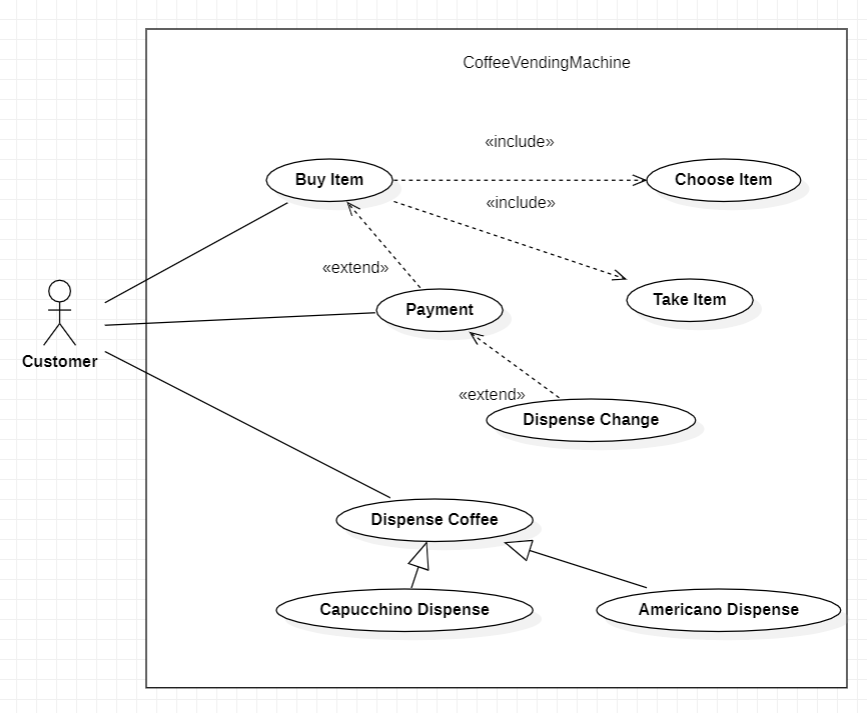 CoffeeVendingMachine
«include»
Buy Item
Choose Item
«include»
«extend»
Take Item
Payment
Customer
«extend»
Dispense Change
Dispense Coffee
Capucchino Dispense
Americano Dispense